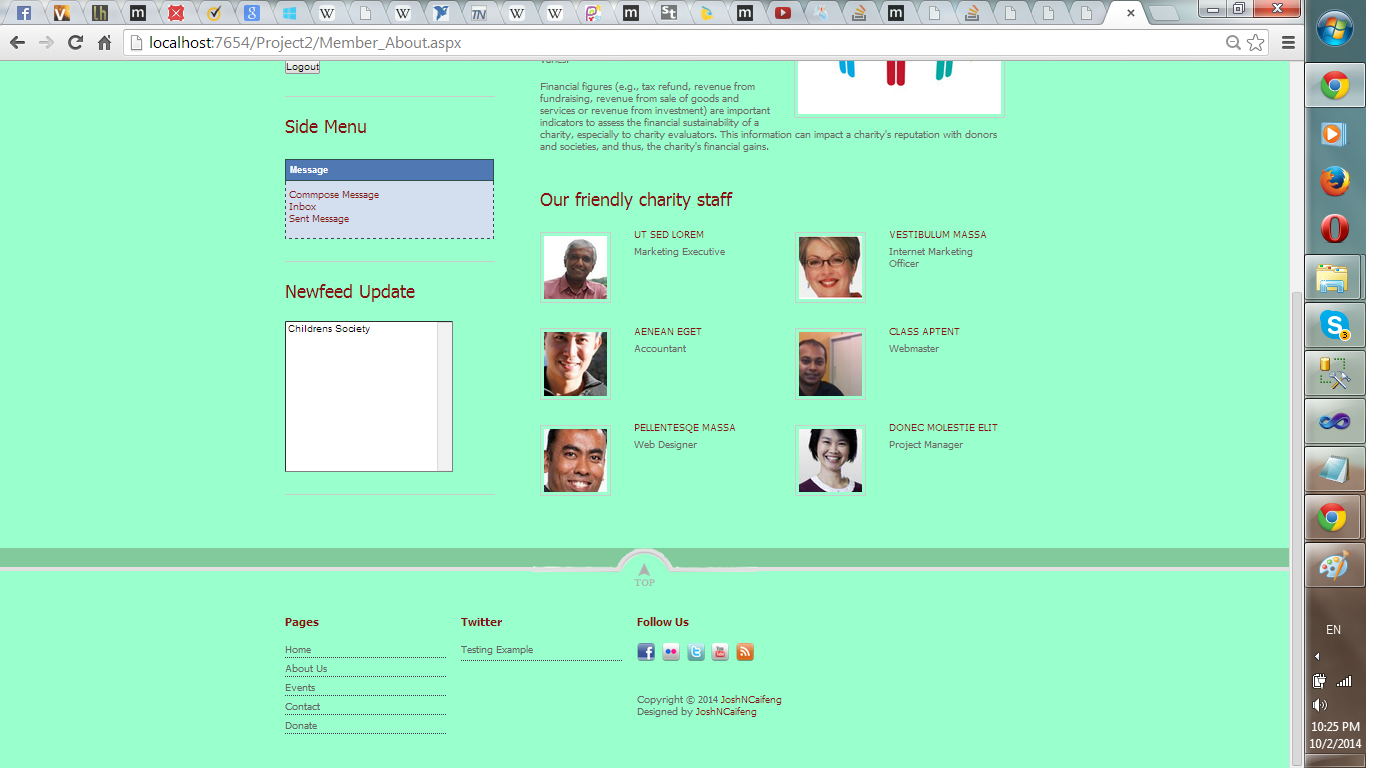 localhost:7654/Project2/Member_About.aspx
Logout
Side Menu
Message
Commpose Message
Inbox
Sent Message
Newfeed Update
Childrens Society
Financial figures (e.g., tax refund, revenue from
fundraising, revenue from sale of goods and
services or revenue from investment) are important
indicators to assess the financial sustainability of a
charity, especially to charity evaluators. This information can impact a charity's reputation with donors
and societies, and thus, the charity's financial gains.
Our friendly charity staff
UT SED LOREM
Marketing Executive
VESTIBULUM MASSA
Internet Marketing
Officer
AENEAN EGET
Accountant
CLASS APTENT
Webmaster
PELLENTESQE MASSA
Web Designer
DONEC MOLESTIE ELIT
Project Manager
TOP
Pages
Home
About Us
Events
Contact
Donate
Twitter
Testing Example
Follow Us
Copyright © 2014 JoshNCaifeng
Designed by JoshNCaifeng
EN
10:25 PM
10/2/2014